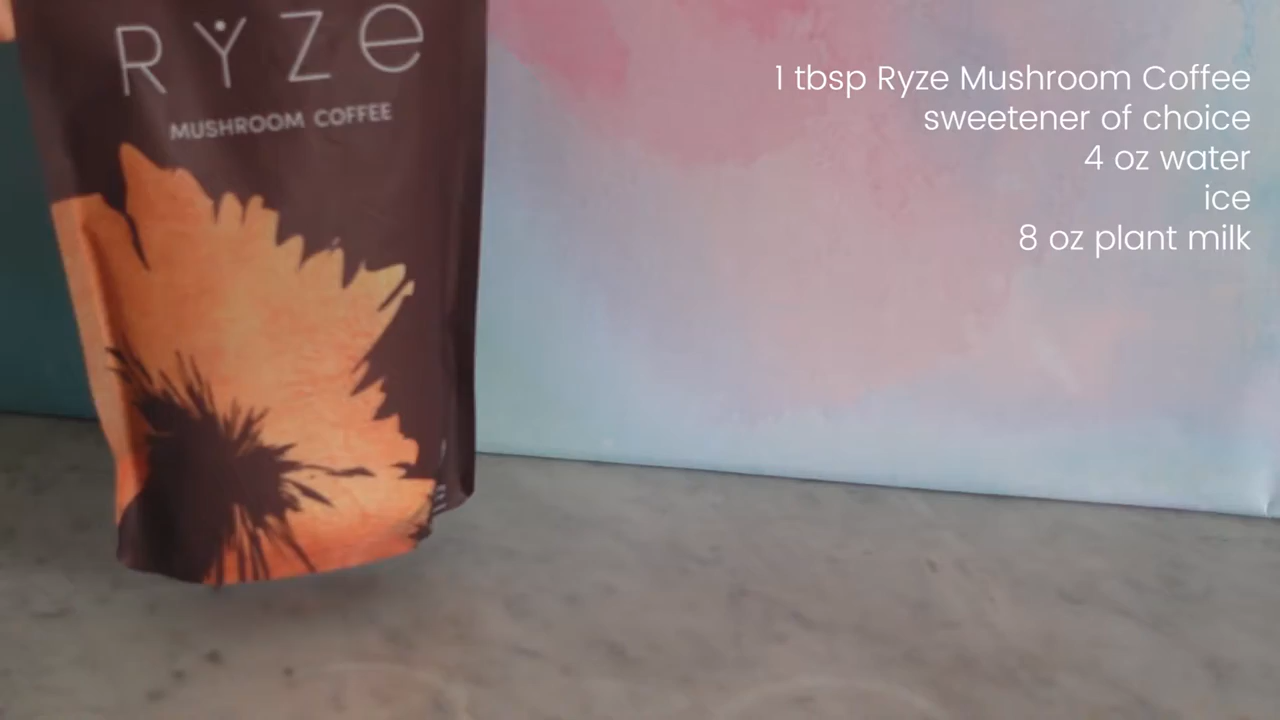 RYZe
MUSHROOM COFFEE
1 tbsp Ryze Mushroom Coffee
sweetener of choice
4 oz water
ice
8 oz plant milk